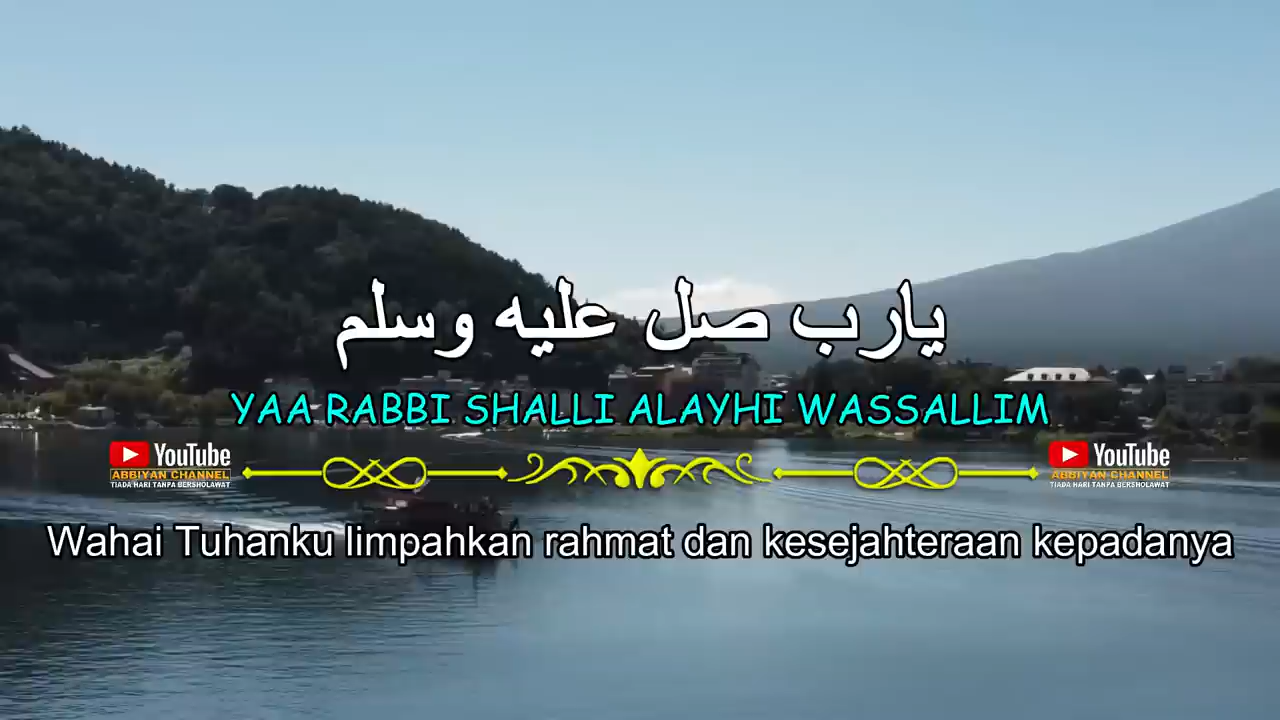 يارب صل عليه وسلم
YAA RABBI SHALLI ALAYHI WASSALLIM
YouTube
ABBIYAN CHANNEL
TIADA HARI TANPA BERSHOLAWAT
YouTube
ABBIYAN CHANNEL
TIADA HARI TANPA BERSHOLAWAT
Wahai Tuhanku limpahkan rahmat dan kesejahteraan kepadanya